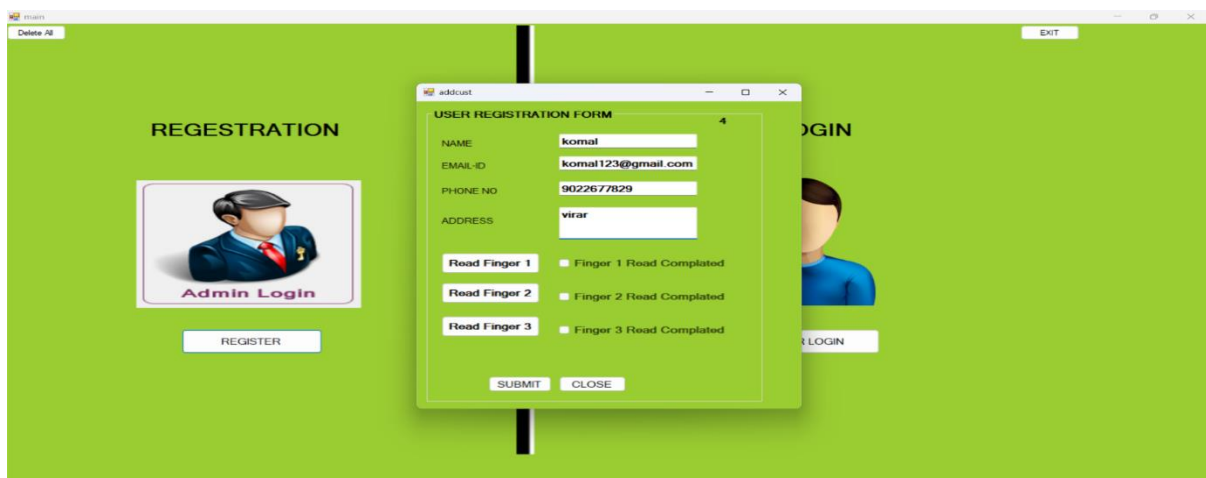 main
Delete All
EXIT
REGESTRATION
Admin Login
REGISTER
addcust
USER REGISTRATION FORM
4
NAME komal
EMAIL-ID komal123@gmail.com
PHONE NO 9022677829
ADDRESS virar
Read Finger 1 Finger 1 Read Complated
Read Finger 2 Finger 2 Read Complated
Read Finger 3 Finger 3 Read Complated
SUBMIT CLOSE
OGIN
R LOGIN